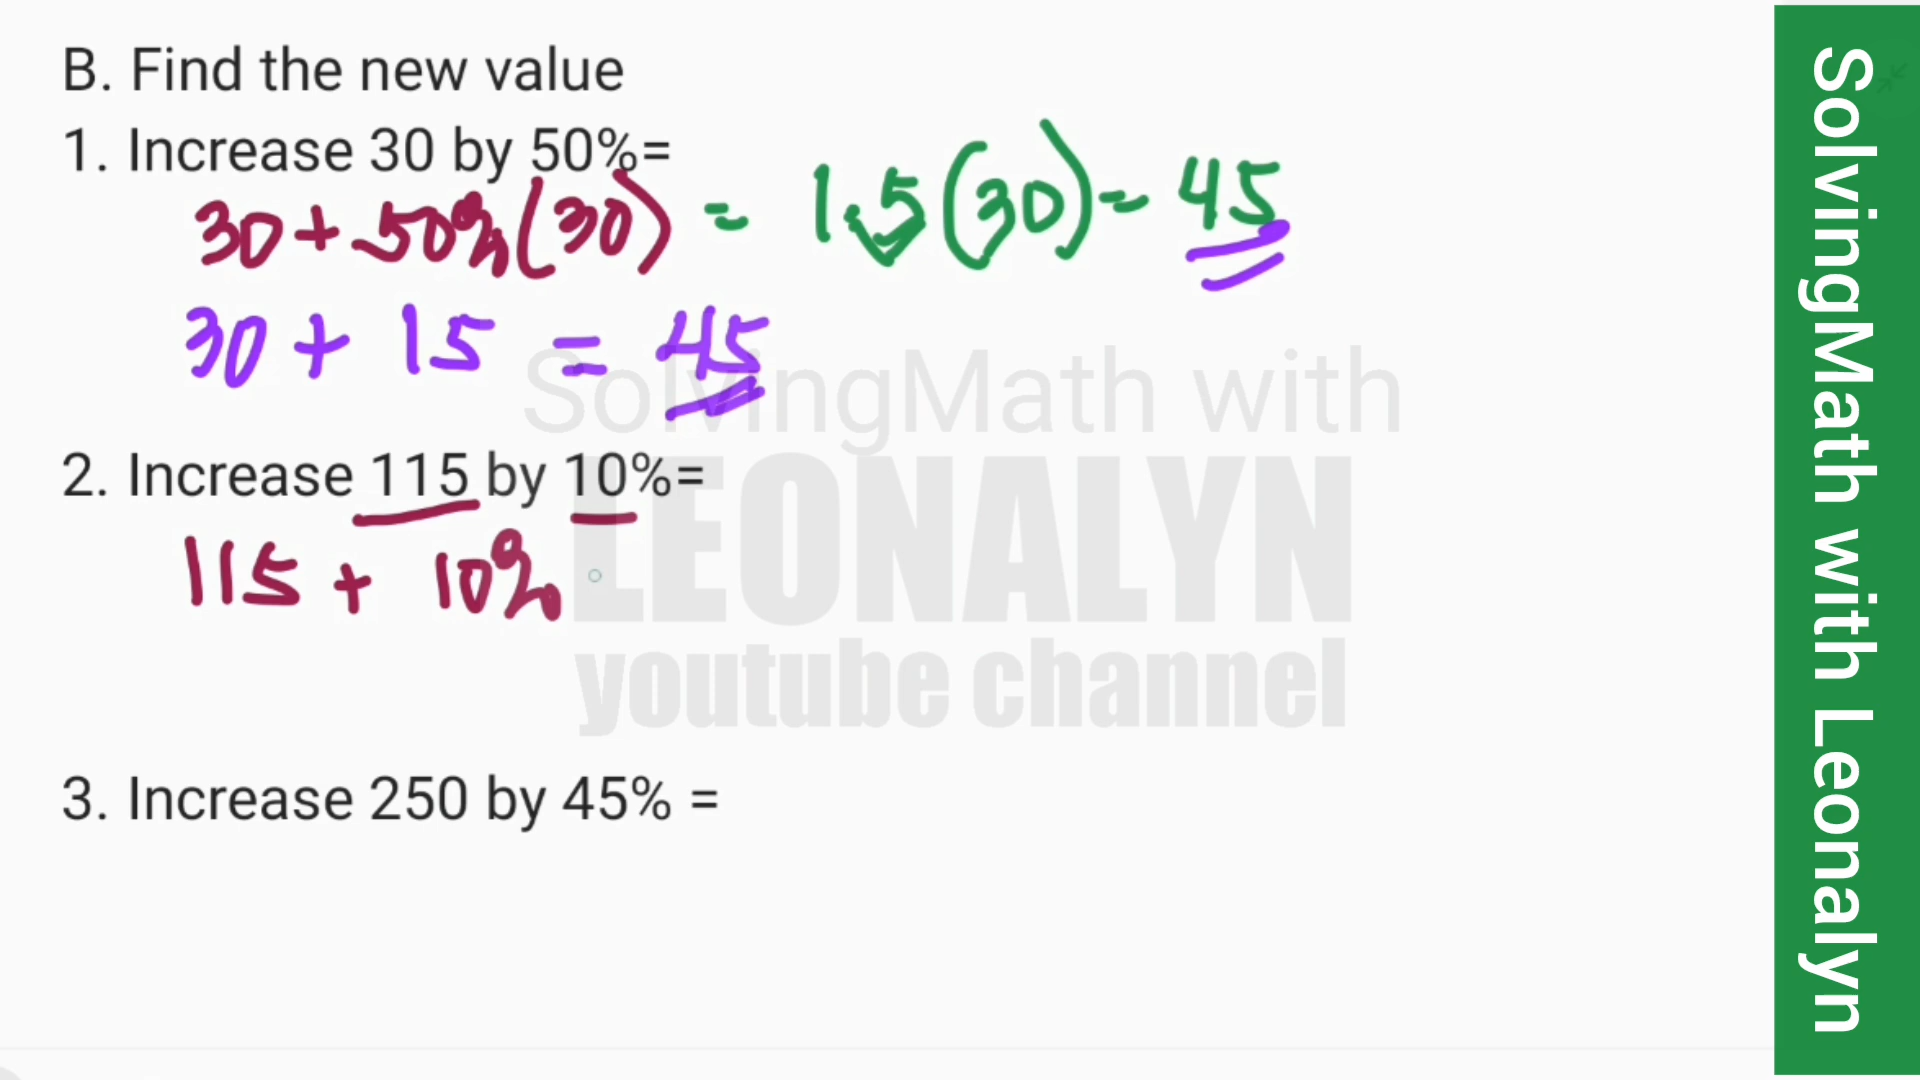 B. Find the new value
1. Increase 30 by 50%=
30 + .50%(30) = 1.5(30) = 45
30 + 15 = 45
SolvingMath with
2. Increase 115 by 10%=
LEONALYN
115 + 10%
youtube channel
3. Increase 250 by 45% =
SolvingMath with Leonalyn